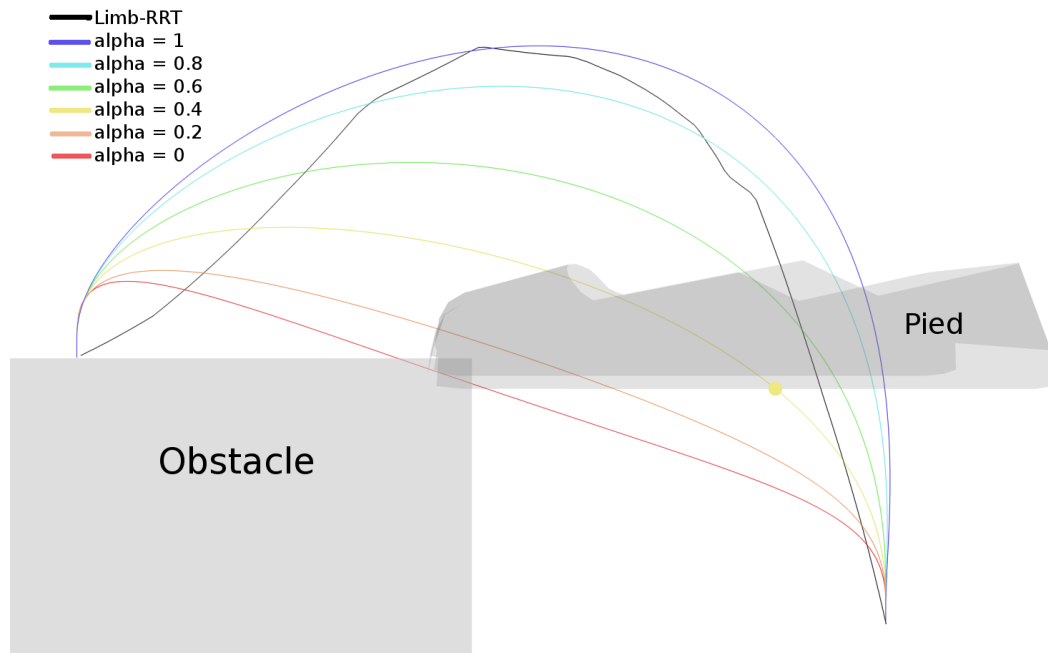 Limb-RRT
alpha = 1
alpha = 0.8
alpha = 0.6
alpha = 0.4
alpha = 0.2
alpha = 0
Pied
Obstacle